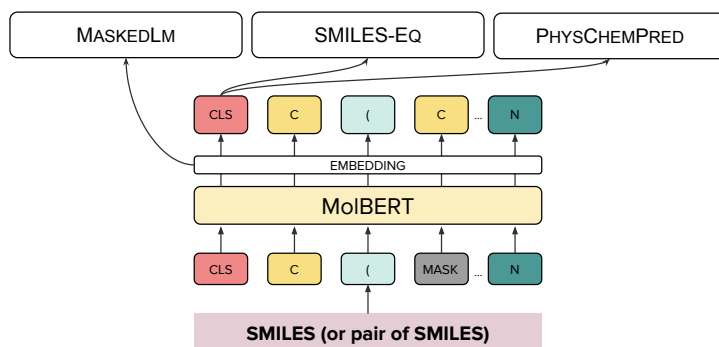 MASKEDLM SMILES-EQ PHYSCHEMPRED
CLS C ( C ... N
EMBEDDING
MolBERT
CLS C ( MASK ... N
SMILES (or pair of SMILES)